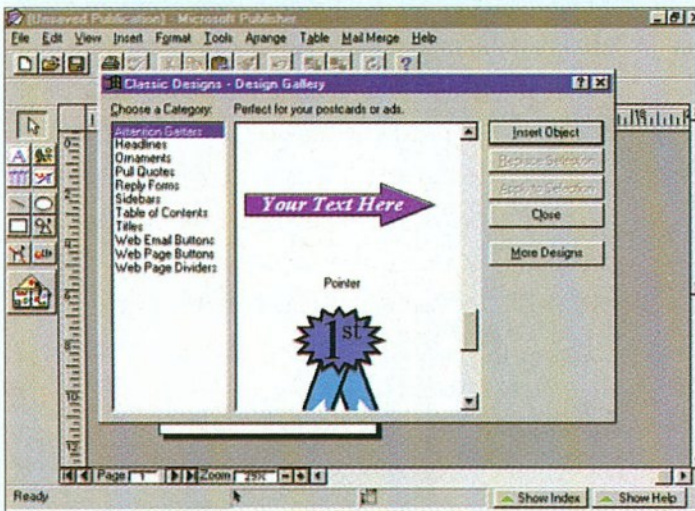 (Unsaved Publication) - Microsoft Publisher
File Edit View Insert Format Tools Arrange Table Mail Merge Help
Classic Designs - Design Gallery
Choose a Category:
Perfect for your postcards or ads.
Attention Getters
Headlines
Ornaments
Pull Quotes
Reply Forms
Sidebars
Table of Contents
Titles
Web Email Buttons
Web Page Buttons
Web Page Dividers
Your Text Here
Pointer
1st
Insert Object
Replace Selection
Apply to Selection
Close
More Designs
Page 1 Zoom 29%
Ready
Show Index
Show Help